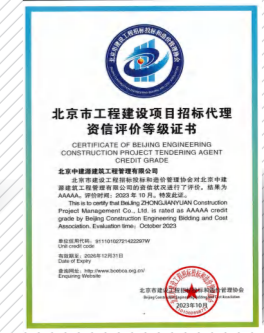 北京市工程建设项目招标代理
资信评价等级证书
CERTIFICATE OF BEIJING ENGINEERING
CONSTRUCTION PROJECT TENDERING AGENT
CREDIT GRADE
北京中建源建筑工程管理有限公司
北京市建设工程招标投标和造价管理协会对北京中建
源建筑工程管理有限公司的资信状况进行了评价，结果为
AAAAA。评价时间：2023 年 10 月。特发此证。
This is to certify that BeiJing ZHONGJIANYUAN Construction
Project Management Co., Ltd. is rated as AAAAA credit
grade by Beijing Construction Engineering Bidding and Cost
Association. Evaluation time: October 2023
单位信用代码：91110102721422297W
Unit credit code:
有效期至：2026年12月31日
Date of Expiry
查询网址：http://www.bcebca.org.cn/
Enquiring Website
北京市建设工程招标投标和造价管理协会
Beijing Construction Engineering Bidding and Cost Association
2023年10月